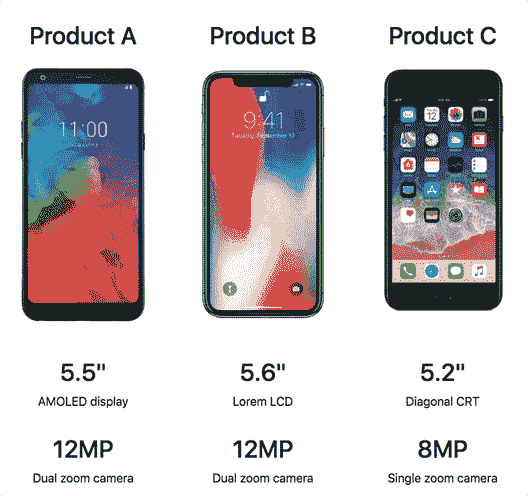 Product A
Product B
Product C
11:00
9:41
Tuesday, September 12
12
5.5"
AMOLED display
5.6"
Lorem LCD
5.2"
Diagonal CRT
12MP
Dual zoom camera
12MP
Dual zoom camera
8MP
Single zoom camera